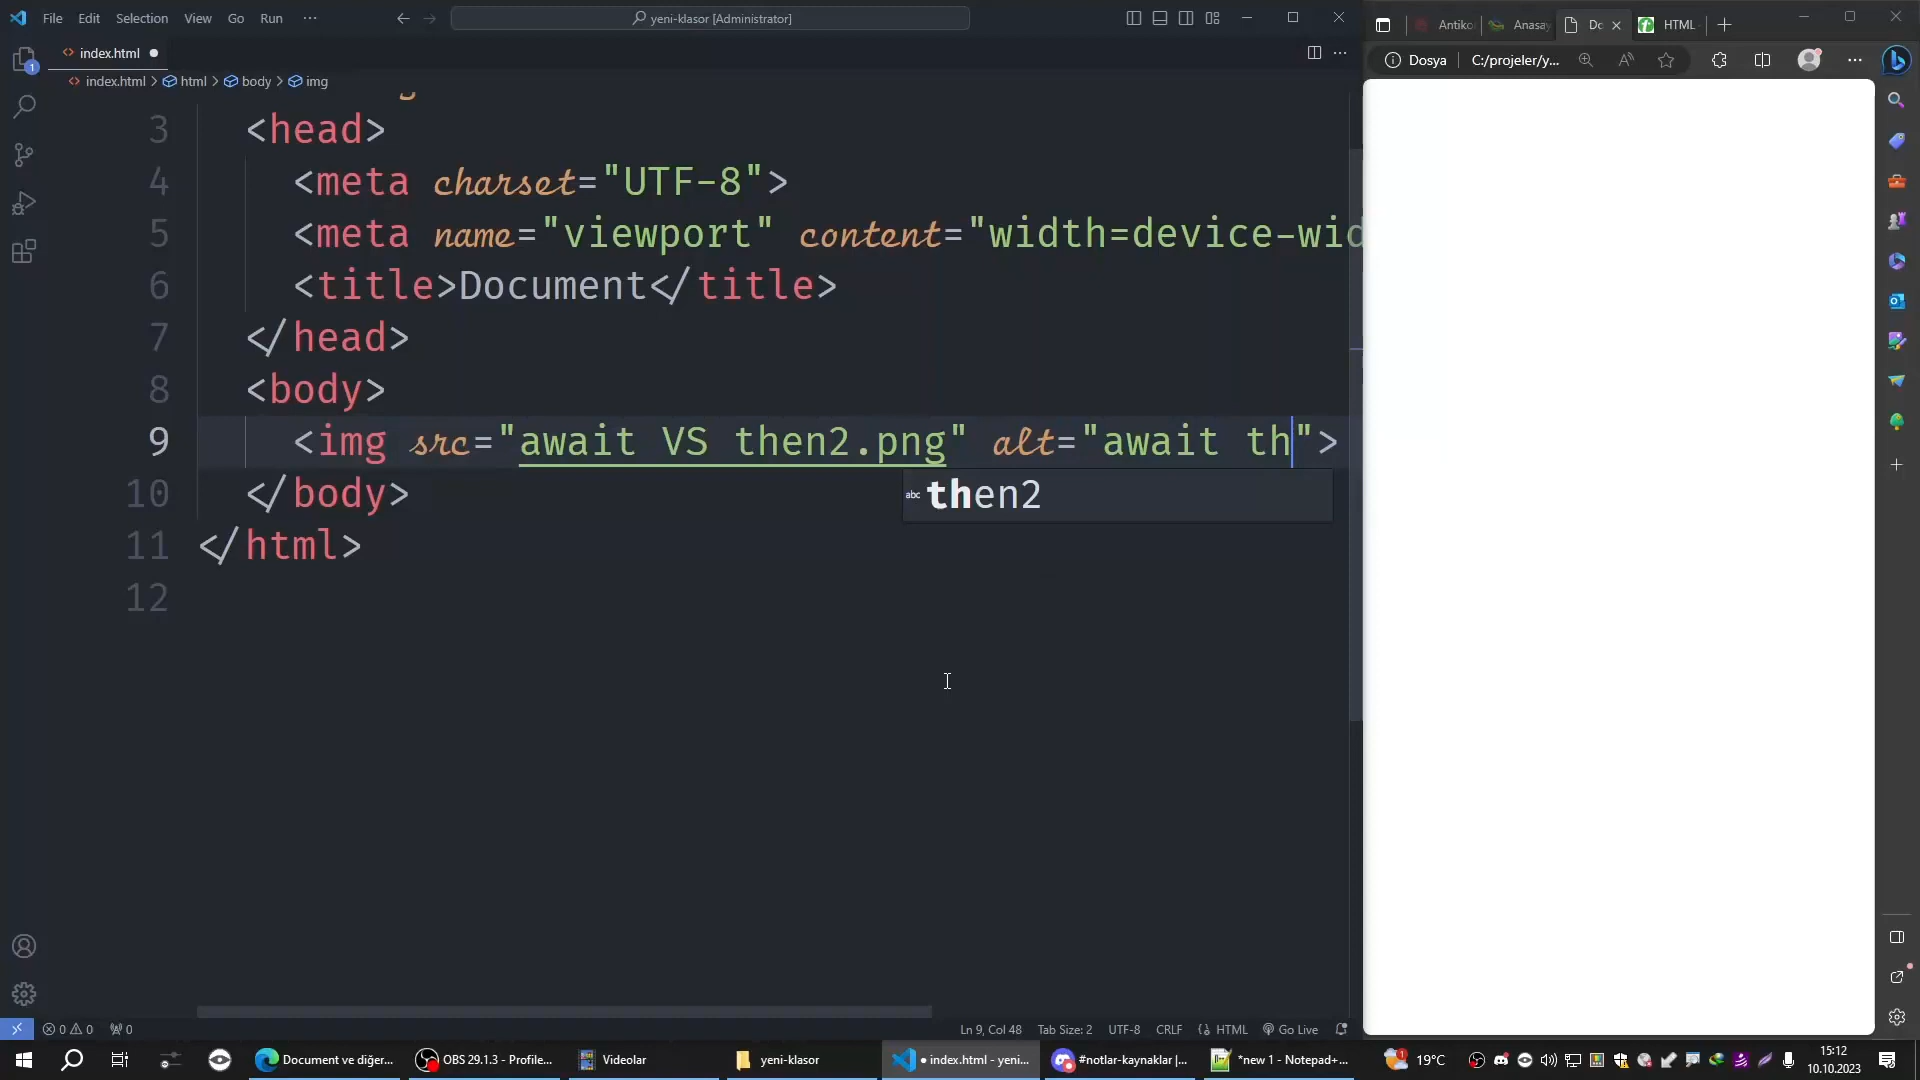 File Edit Selection View Go Run ··· yeni-klasor [Administrator]
index.html
index.html > html > body > img
3 <head>
4 <meta charset="UTF-8">
5 <meta name="viewport" content="width=device-wid
6 <title>Document</title>
7 </head>
8 <body>
9 <img src="await VS then2.png" alt="await th">
abc then2
10 </body>
11 </html>
12
0 0 0 Ln 9, Col 48 Tab Size: 2 UTF-8 CRLF HTML Go Live
Antiko Anasay Do HTML
Dosya C:/projeler/y...
Document ve diğer... OBS 29.1.3 - Profile... Videolar yeni-klasor ● index.html - yeni... #notlar-kaynaklar |... *new 1 - Notepad+... 19°C 15:12
10.10.2023